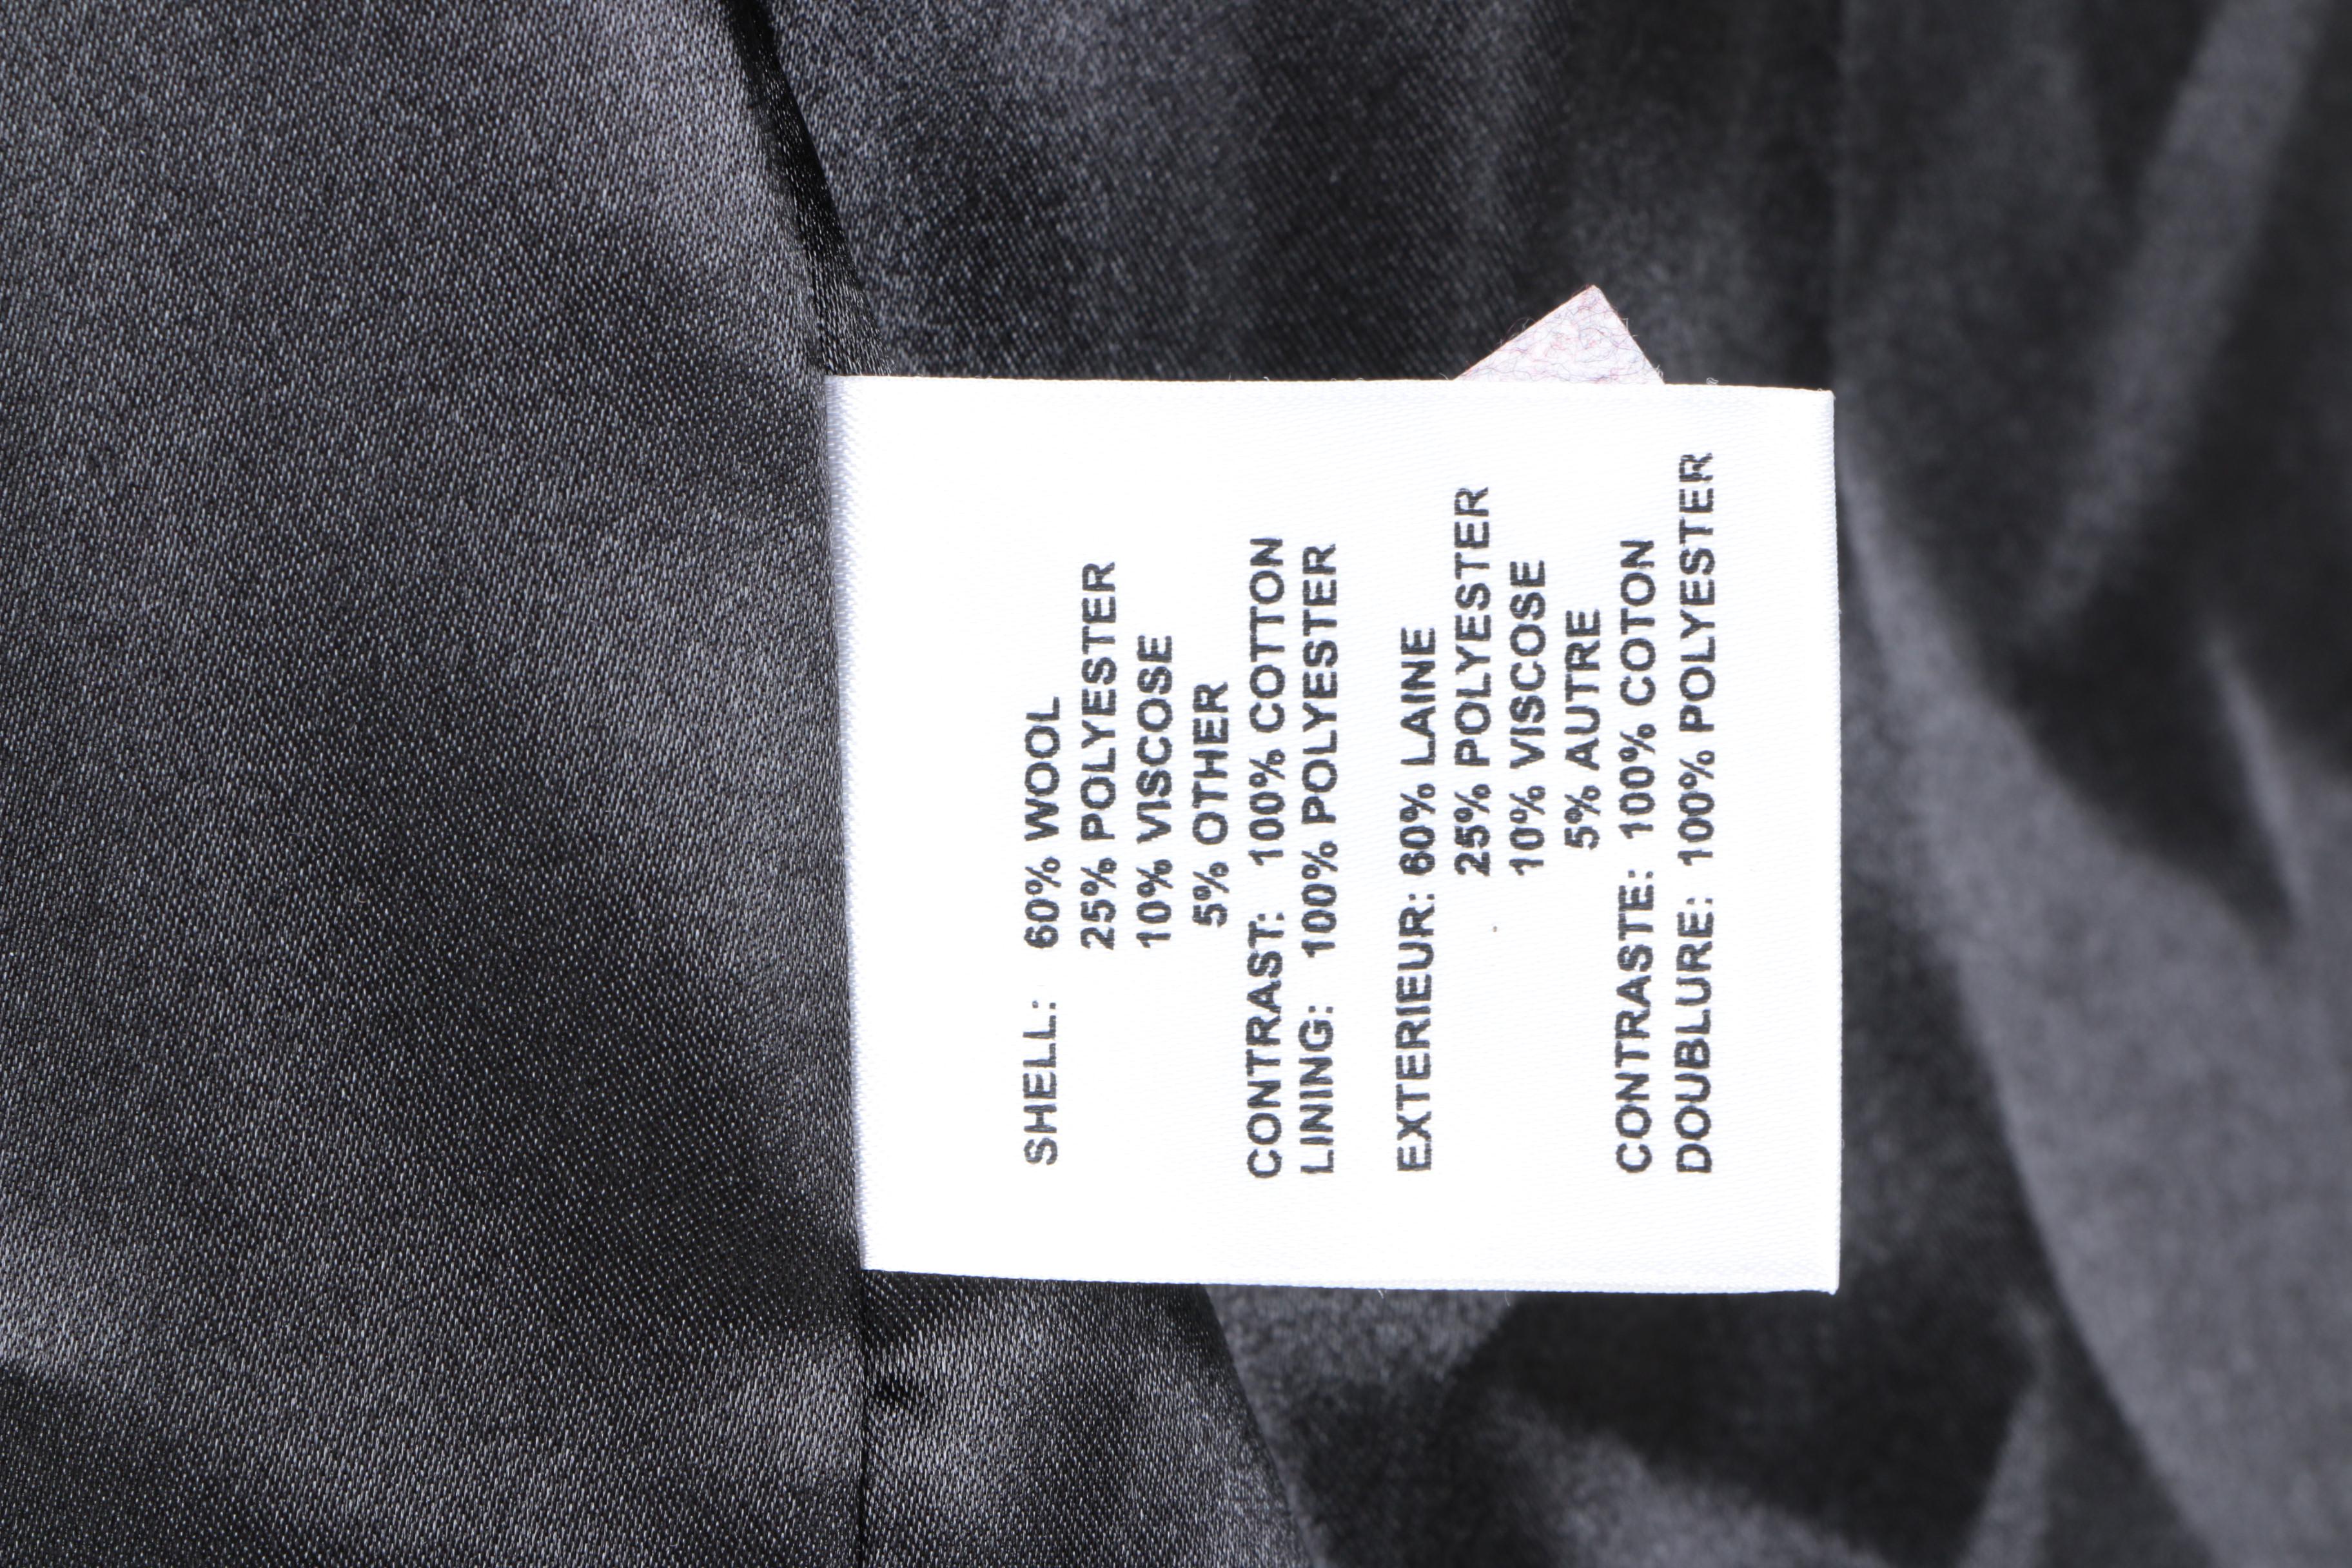 SHELL: 60% WOOL
25% POLYESTER
10% VISCOSE
5% OTHER
CONTRAST: 100% COTTON
LINING: 100% POLYESTER
EXTERIEUR: 60% LAINE
25% POLYESTER
10% VISCOSE
5% AUTRE
CONTRASTE: 100% COTON
DOUBLURE: 100% POLYESTER